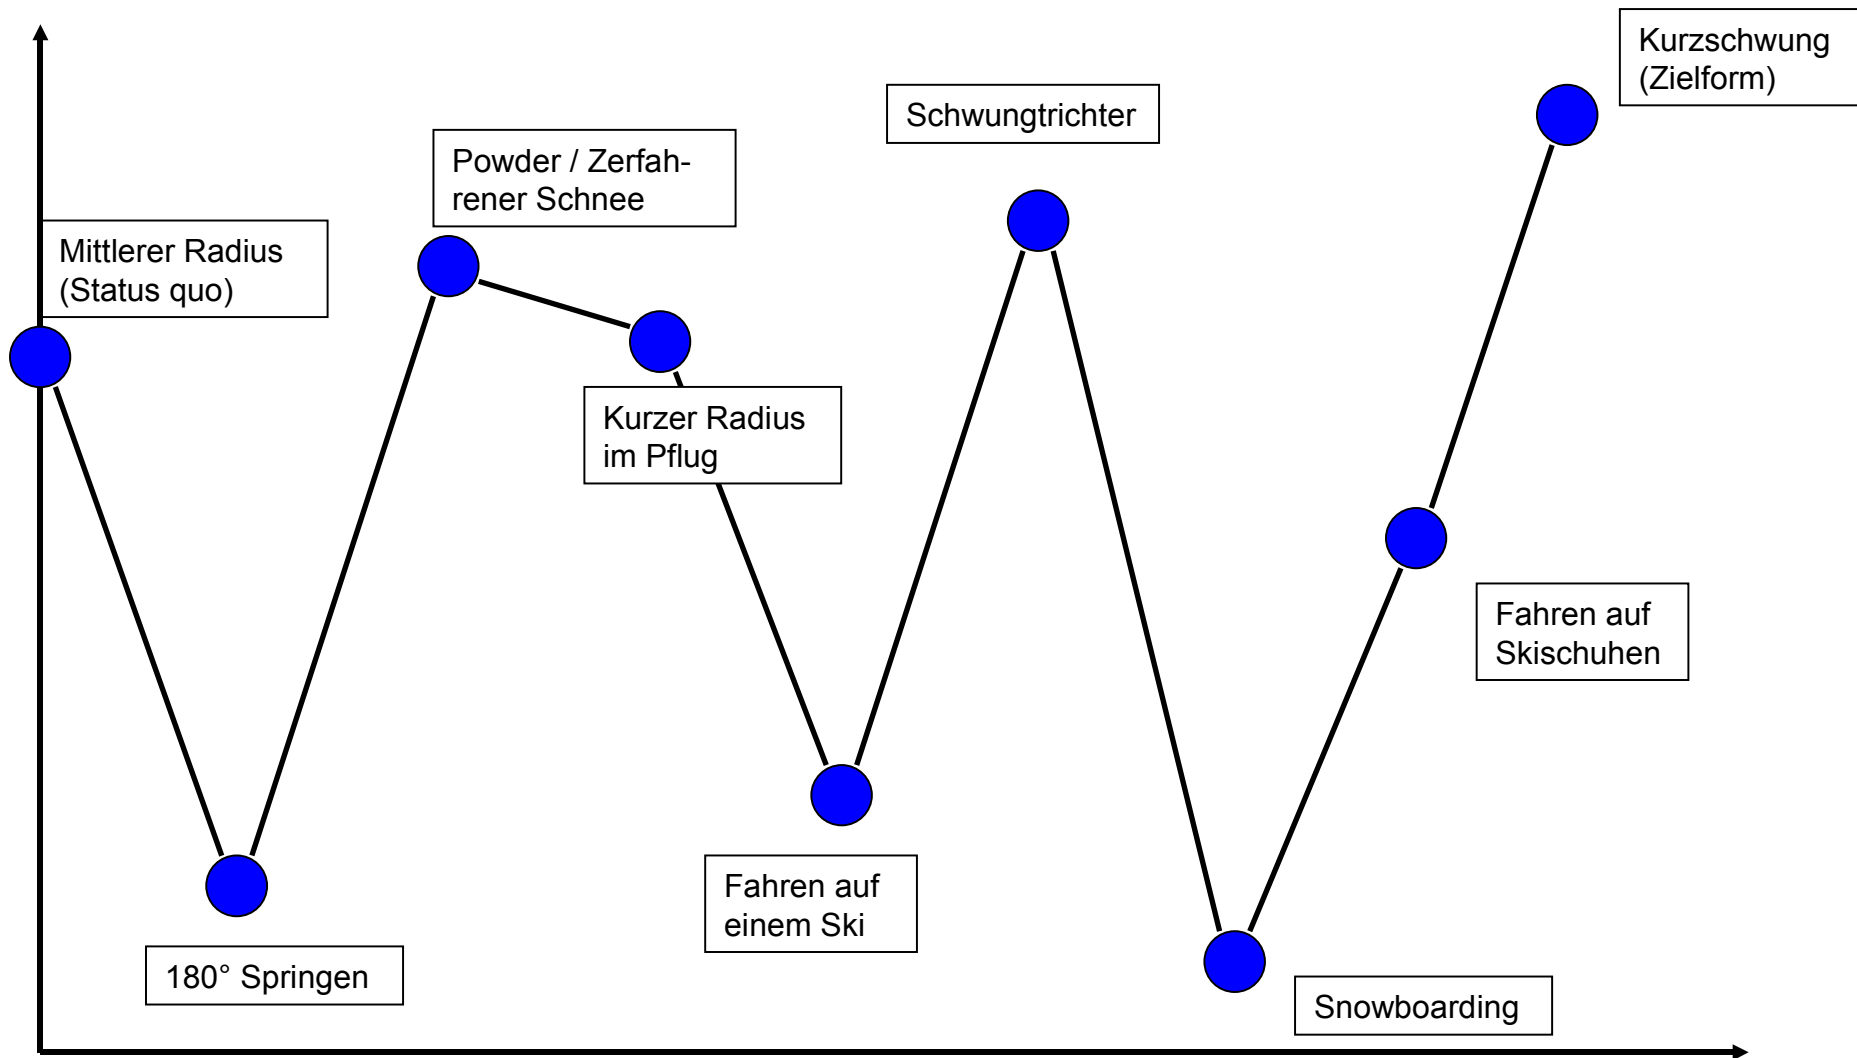 Mittlerer Radius
(Status quo)
180° Springen
Powder / Zerfah-
rener Schnee
Kurzer Radius
im Pflug
Fahren auf
einem Ski
Schwungtrichter
Snowboarding
Fahren auf
Skischuhen
Kurzschwung
(Zielform)